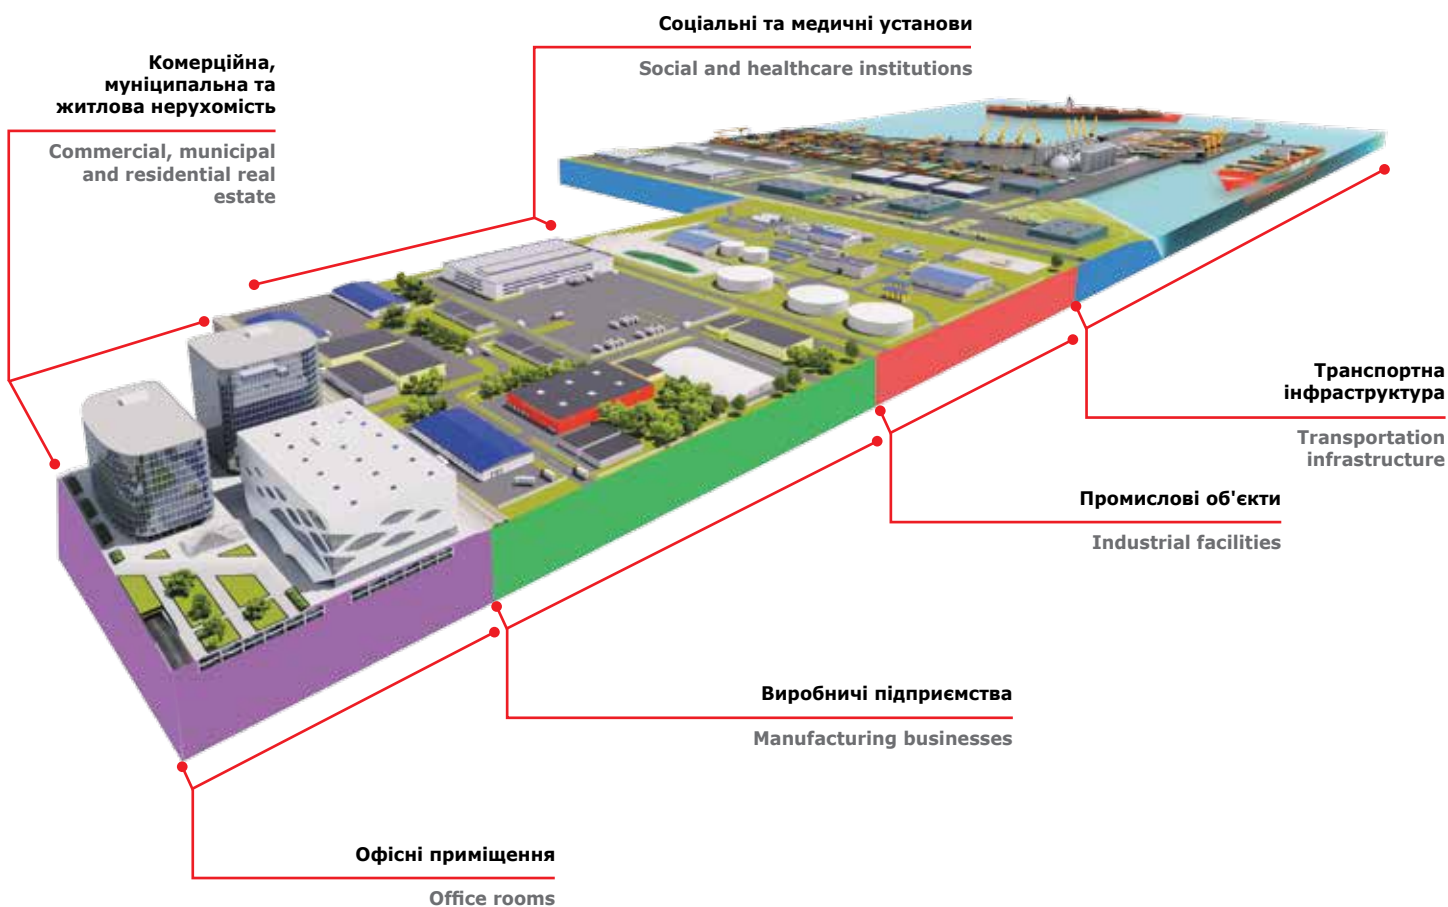 Соціальні та медичні установи
Social and healthcare institutions
Комерційна,
муніципальна та
житлова нерухомість
Commercial, municipal
and residential real
estate
Транспортна
інфраструктура
Transportation
infrastructure
Промислові об'єкти
Industrial facilities
Виробничі підприємства
Manufacturing businesses
Офісні приміщення
Office rooms